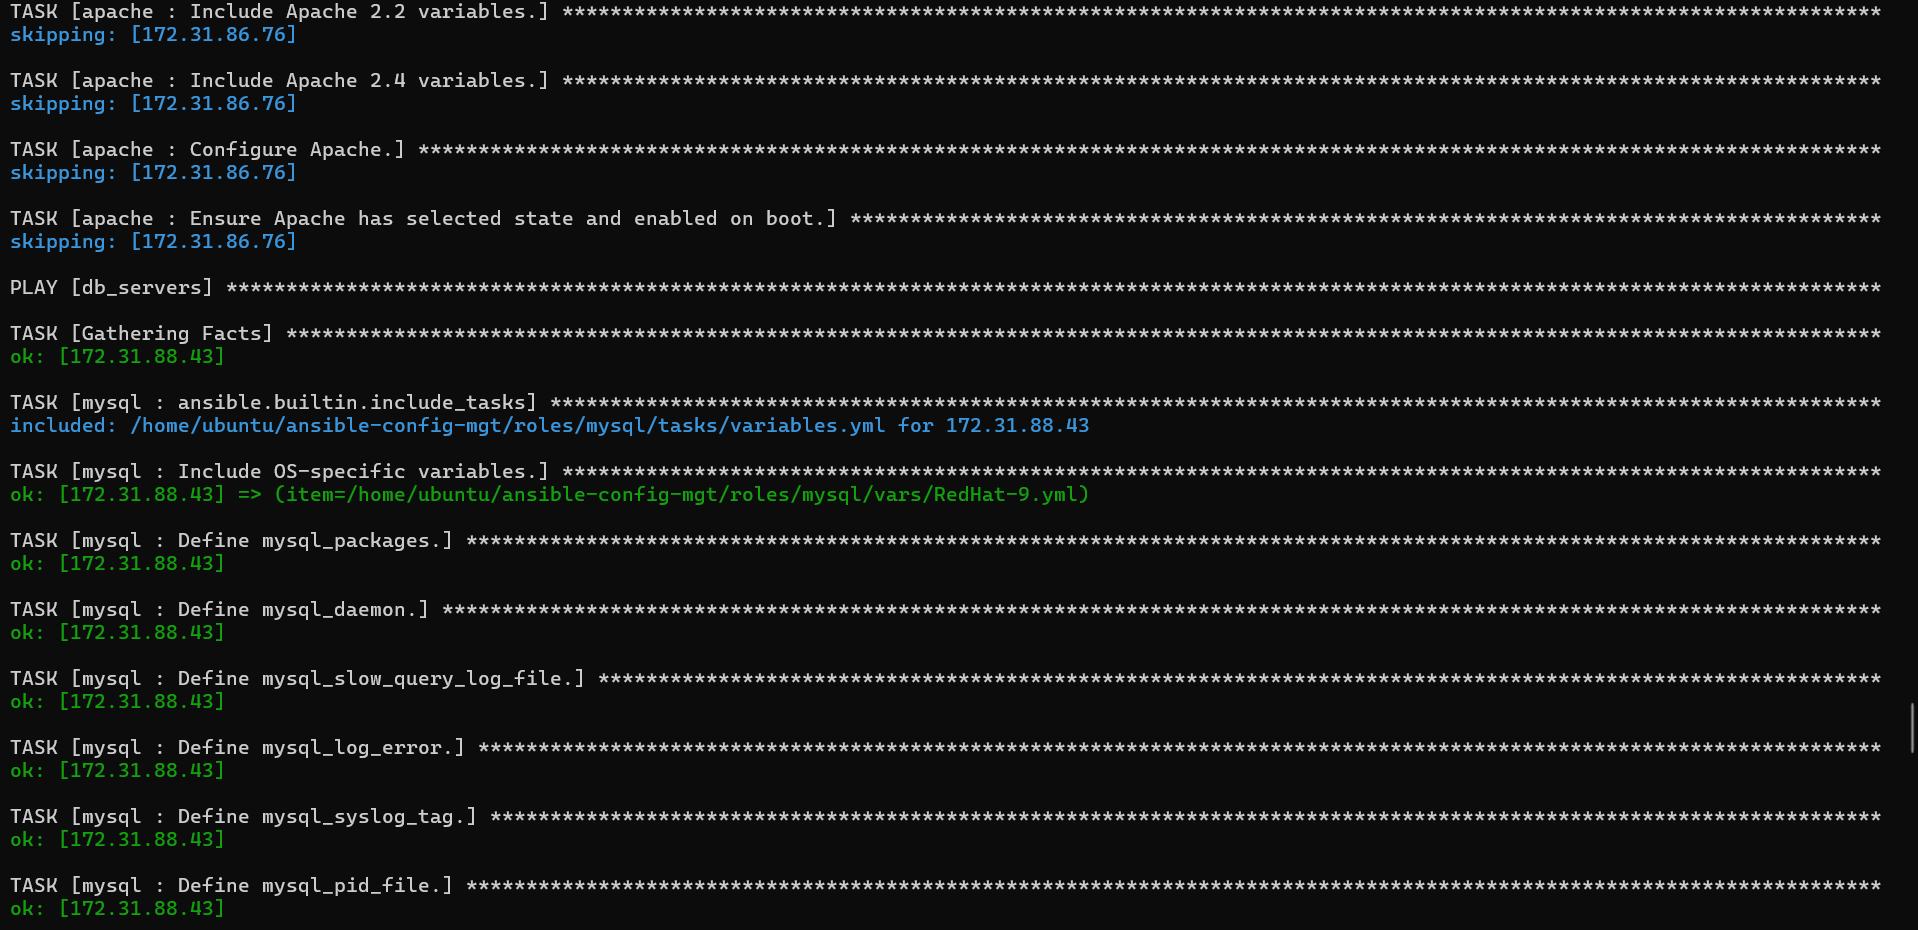 TASK [apache : Include Apache 2.2 variables.] **************************************************************************************************************
skipping: [172.31.86.76]
TASK [apache : Include Apache 2.4 variables.] **************************************************************************************************************
skipping: [172.31.86.76]
TASK [apache : Configure Apache.] **************************************************************************************************************************
skipping: [172.31.86.76]
TASK [apache : Ensure Apache has selected state and enabled on boot.] **************************************************************************************
skipping: [172.31.86.76]
PLAY [db_servers] ******************************************************************************************************************************************
TASK [Gathering Facts] *************************************************************************************************************************************
ok: [172.31.88.43]
TASK [mysql : ansible.builtin.include_tasks] ***************************************************************************************************************
included: /home/ubuntu/ansible-config-mgt/roles/mysql/tasks/variables.yml for 172.31.88.43
TASK [mysql : Include OS-specific variables.] **************************************************************************************************************
ok: [172.31.88.43] => (item=/home/ubuntu/ansible-config-mgt/roles/mysql/vars/RedHat-9.yml)
TASK [mysql : Define mysql_packages.] **********************************************************************************************************************
ok: [172.31.88.43]
TASK [mysql : Define mysql_daemon.] ************************************************************************************************************************
ok: [172.31.88.43]
TASK [mysql : Define mysql_slow_query_log_file.] ***********************************************************************************************************
ok: [172.31.88.43]
TASK [mysql : Define mysql_log_error.] *********************************************************************************************************************
ok: [172.31.88.43]
TASK [mysql : Define mysql_syslog_tag.] ********************************************************************************************************************
ok: [172.31.88.43]
TASK [mysql : Define mysql_pid_file.] **********************************************************************************************************************
ok: [172.31.88.43]